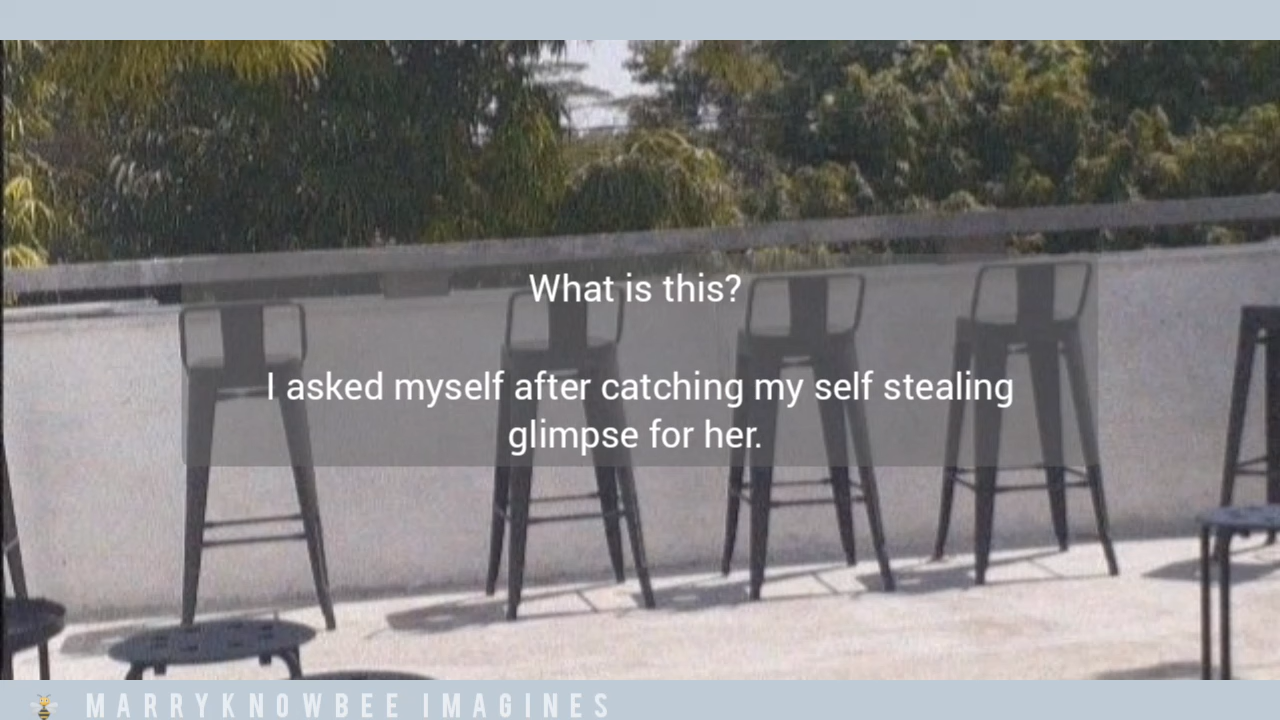 What is this?
I asked myself after catching my self stealing
glimpse for her.
MARRYKNOWBEE IMAGINES